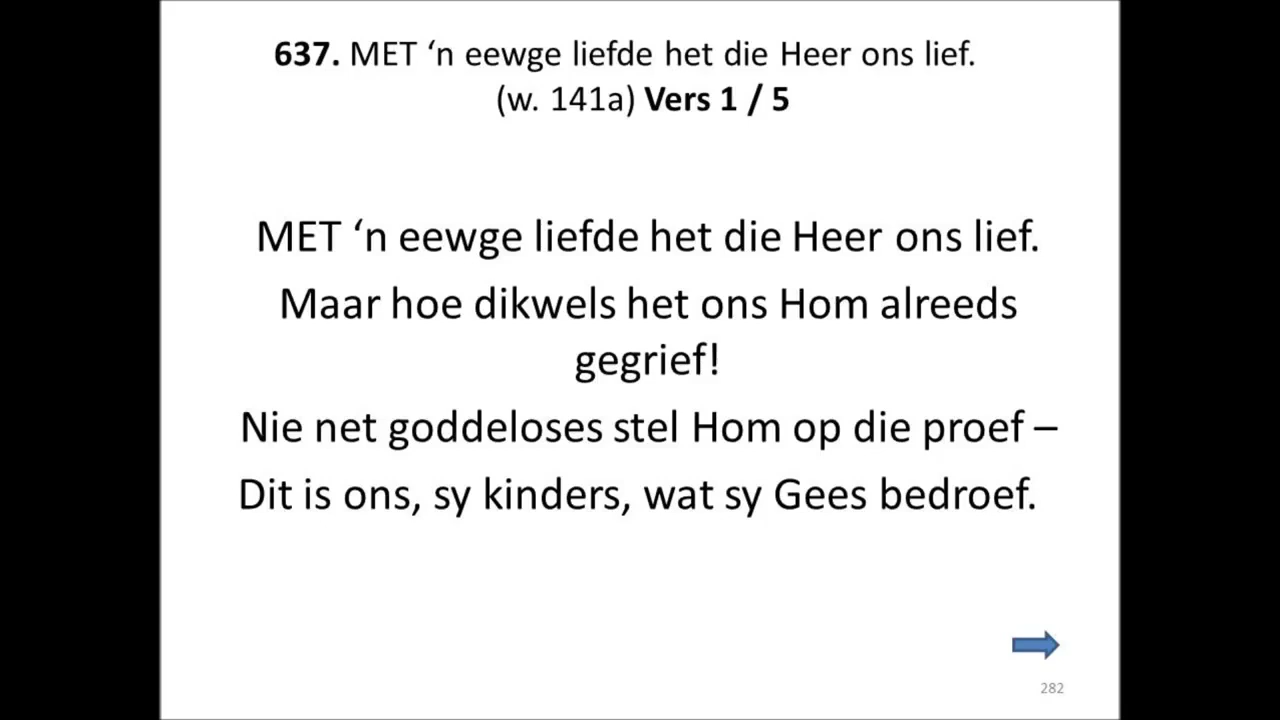 637. MET ‘n eewge liefde het die Heer ons lief.
(w. 141a) Vers 1 / 5
MET ‘n eewge liefde het die Heer ons lief.
Maar hoe dikwels het ons Hom alreeds
gegrief!
Nie net goddeloses stel Hom op die proef –
Dit is ons, sy kinders, wat sy Gees bedroef.
282